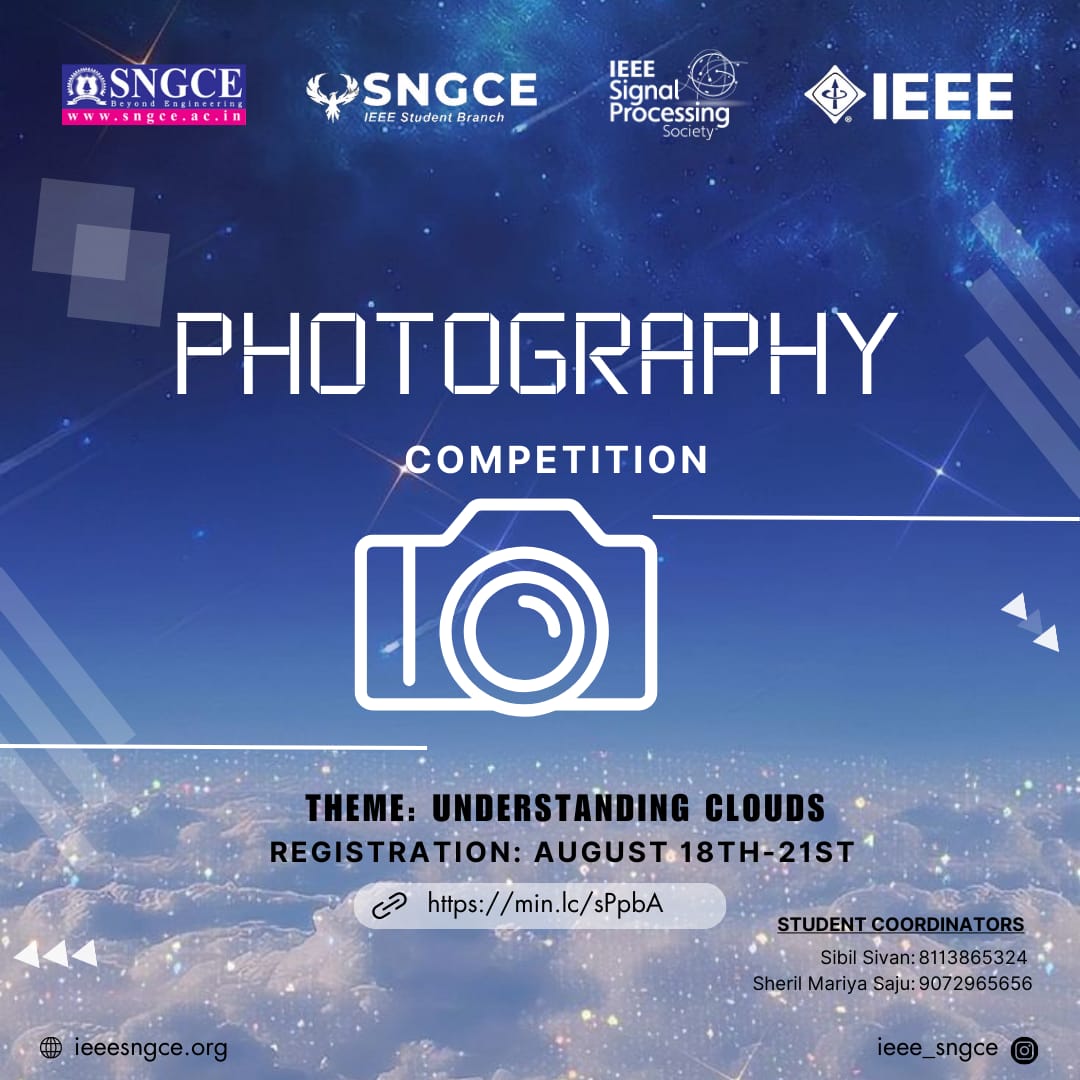 SNGCE
Beyond Engineering
www.sngce.ac.in
SNGCE
IEEE Student Branch
IEEE
Signal
Processing
Society
IEEE
PHOTOGRAPHY
COMPETITION
THEME: UNDERSTANDING CLOUDS
REGISTRATION: AUGUST 18TH-21ST
https://min.lc/sPpbA
STUDENT COORDINATORS
Sibil Sivan: 8113865324
Sheril Mariya Saju: 9072965656
ieeesngce.org
ieee_sngce